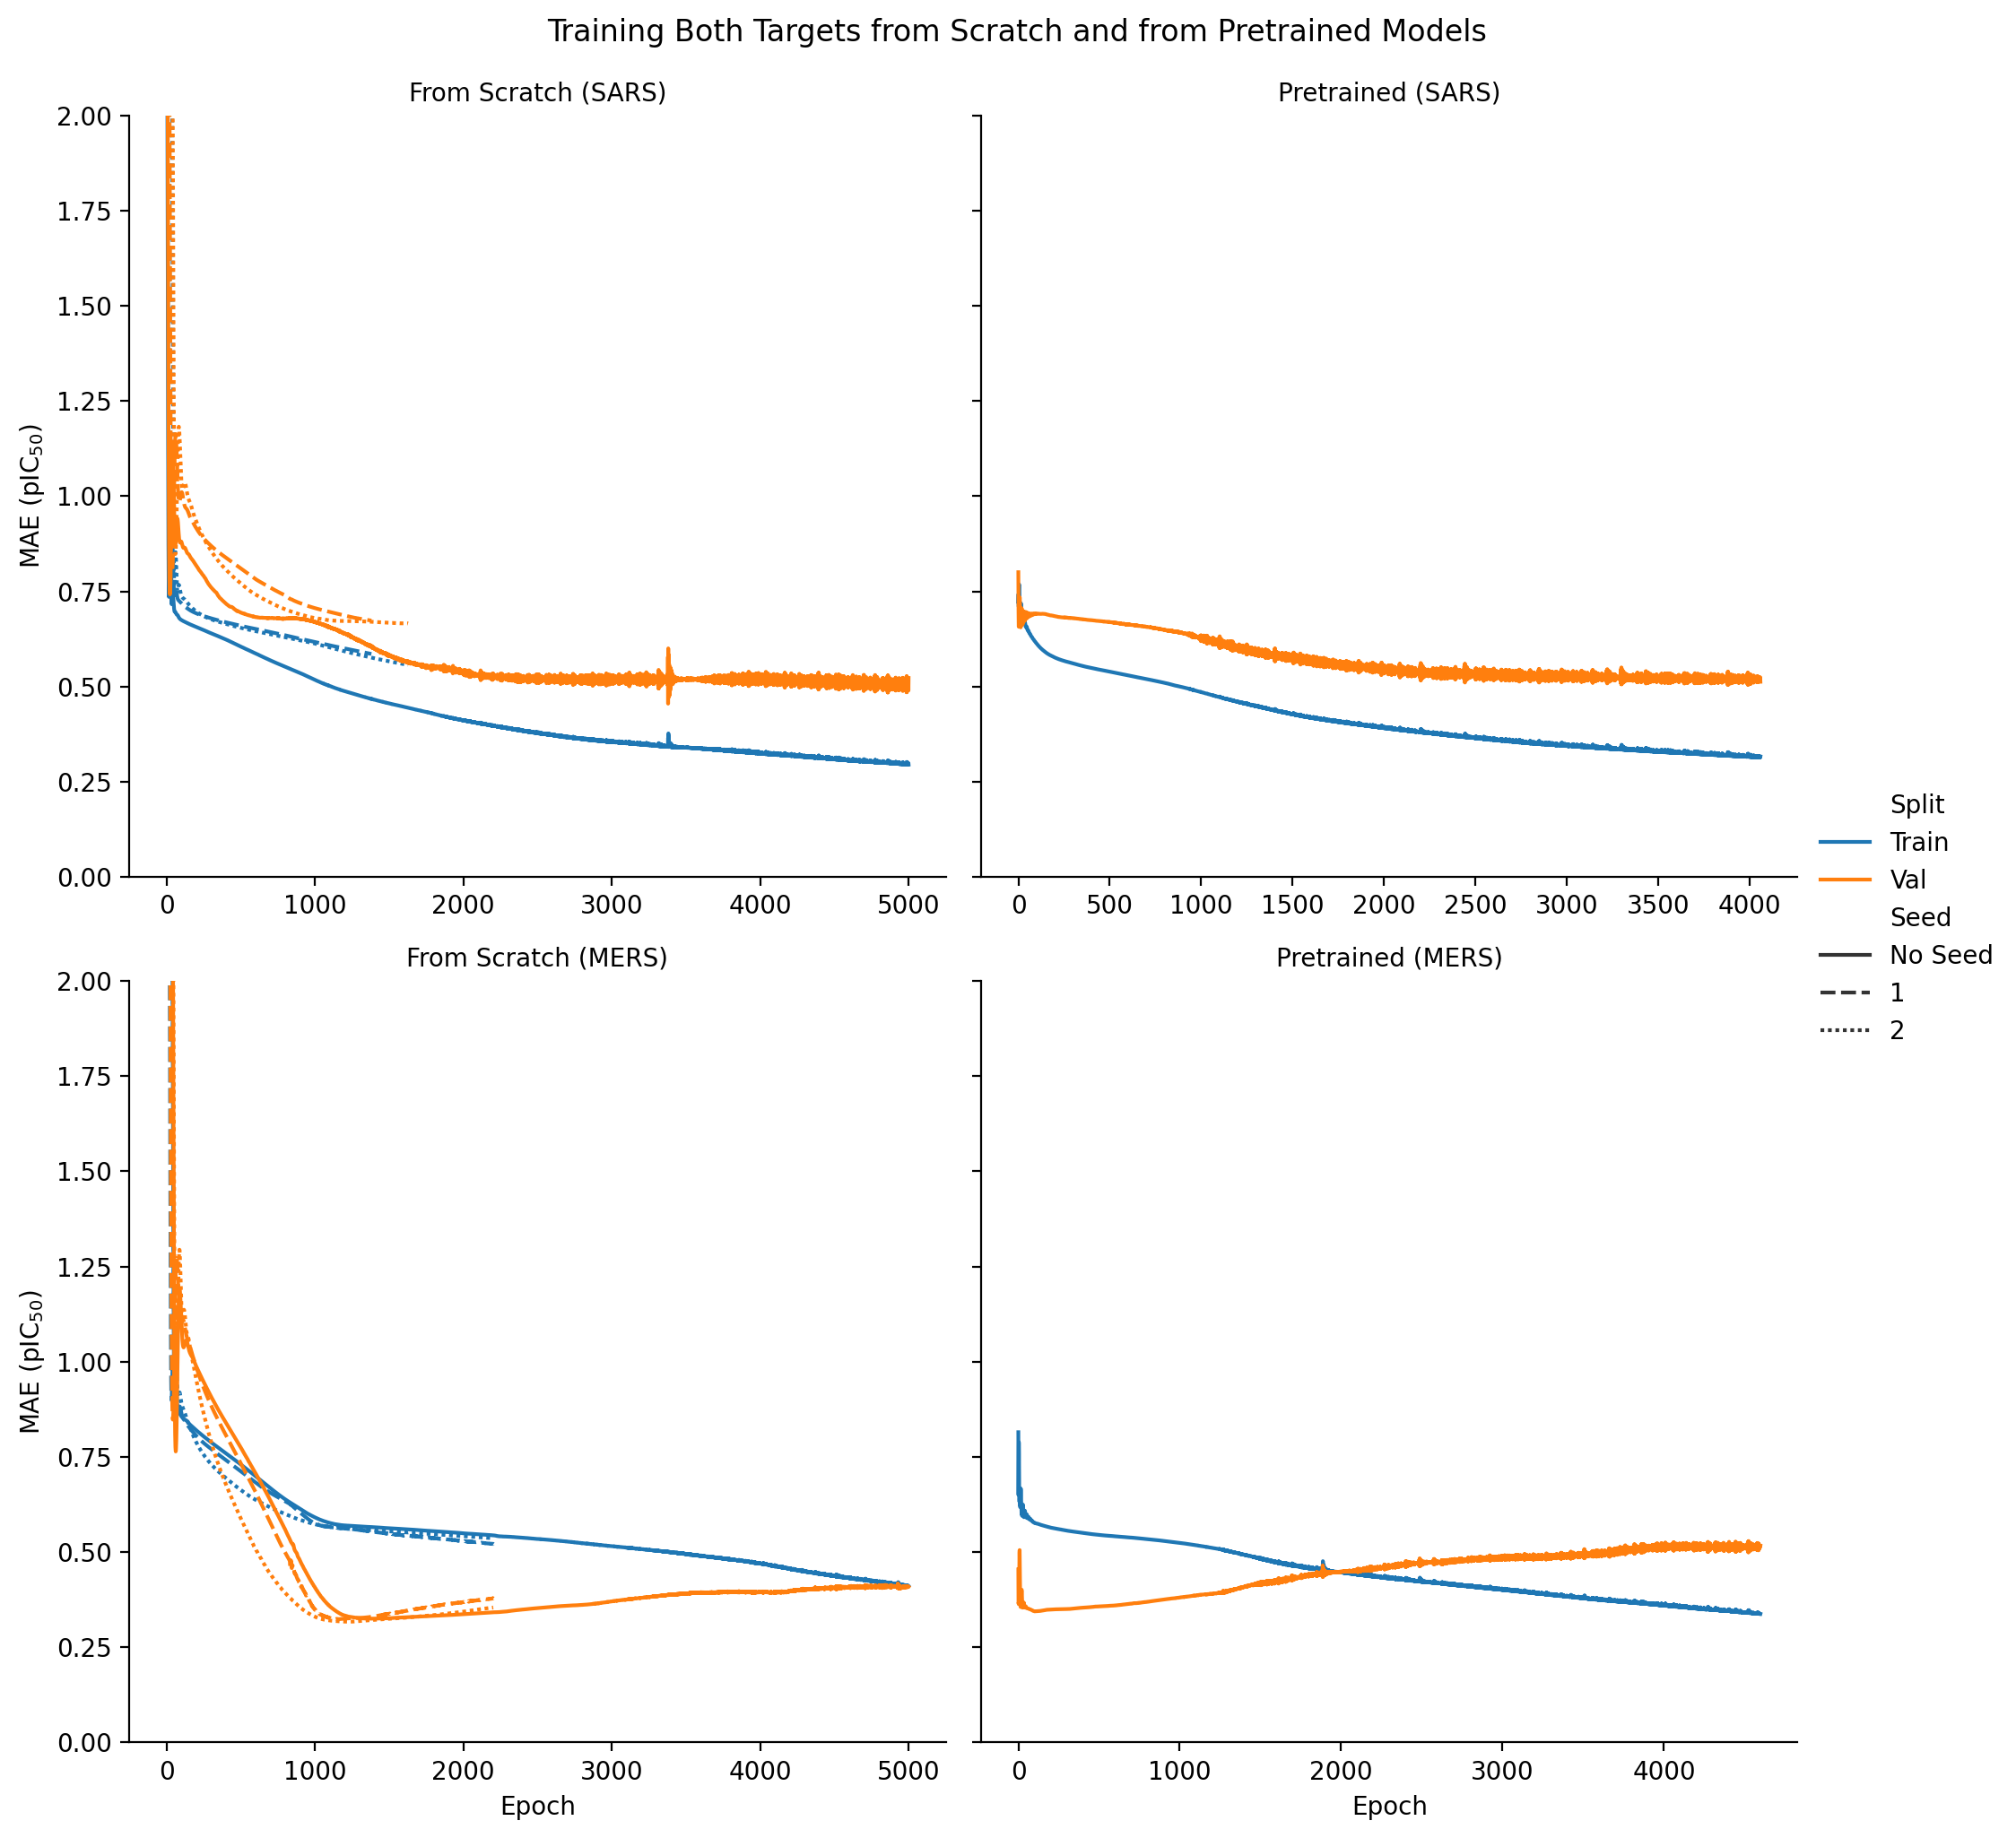 Training Both Targets from Scratch and from Pretrained Models
From Scratch (SARS)
Pretrained (SARS)
MAE (pIC₅₀)
2.00
1.75
1.50
1.25
1.00
0.75
0.50
0.25
0.00
0 1000 2000 3000 4000 5000
0 500 1000 1500 2000 2500 3000 3500 4000
Split
Train
Val
Seed
No Seed
1
2
From Scratch (MERS)
Pretrained (MERS)
MAE (pIC₅₀)
2.00
1.75
1.50
1.25
1.00
0.75
0.50
0.25
0.00
0 1000 2000 3000 4000 5000
Epoch
0 1000 2000 3000 4000
Epoch